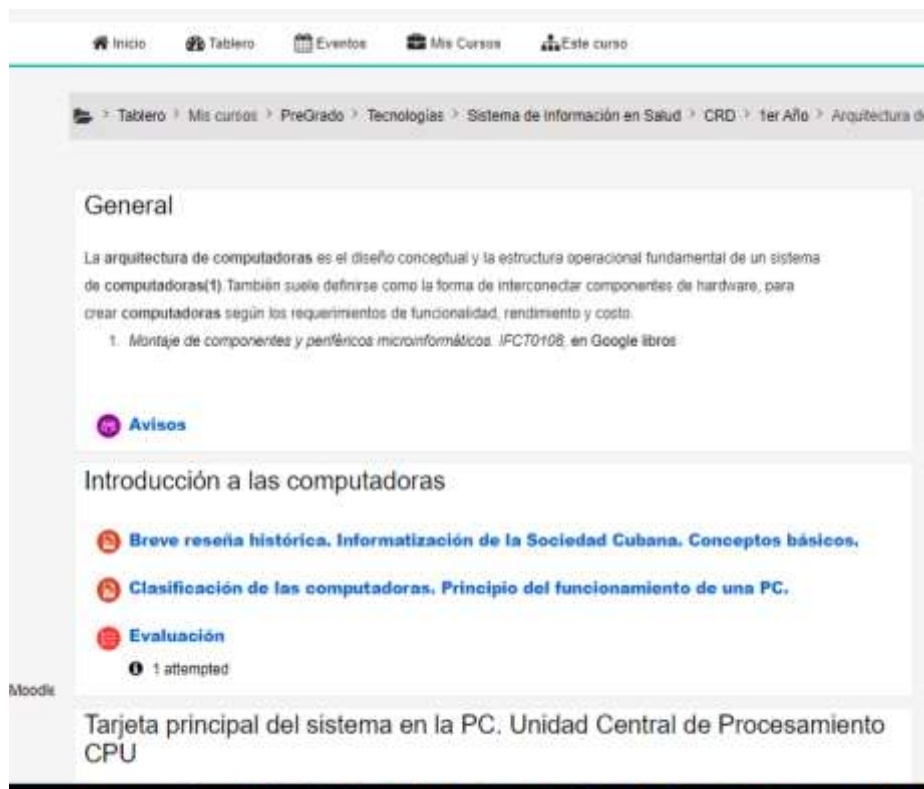 Inicio Tablero Eventos Mis Cursos Este curso
> Tablero > Mis cursos > PreGrado > Tecnologías > Sistema de Información en Salud > CRD > 1er Año > Arquitectura de
General
La arquitectura de computadoras es el diseño conceptual y la estructura operacional fundamental de un sistema
de computadoras(1).También suele definirse como la forma de interconectar componentes de hardware, para
crear computadoras según los requerimientos de funcionalidad, rendimiento y costo.
1. Montaje de componentes y periféricos microinformáticos. IFCT0108, en Google libros
Avisos
Introducción a las computadoras
Breve reseña histórica. Informatización de la Sociedad Cubana. Conceptos básicos.
Clasificación de las computadoras. Principio del funcionamiento de una PC.
Evaluación
1 attempted
Moodle
Tarjeta principal del sistema en la PC. Unidad Central de Procesamiento
CPU